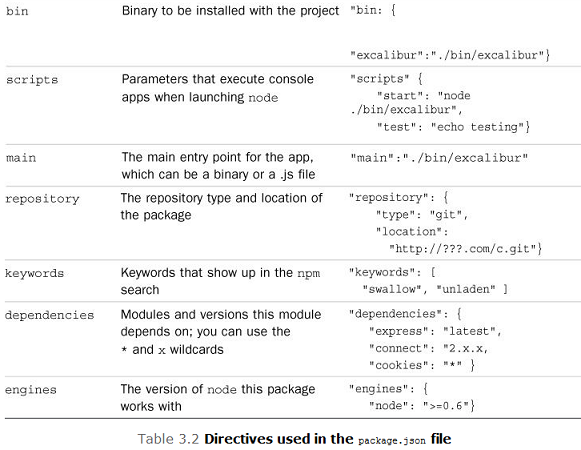 bin Binary to be installed with the project "bin: {
"excalibur":"./bin/excalibur"}
scripts Parameters that execute console "scripts" {
apps when launching node "start": "node
./bin/excalibur",
"test": "echo testing"}
main The main entry point for the app, "main":"./bin/excalibur"
which can be a binary or a .js file
repository The repository type and location of "repository": {
the package "type": "git",
"location":
"http://???.com/c.git"}
keywords Keywords that show up in the npm "keywords": [
search "swallow", "unladen" ]
dependencies Modules and versions this module "dependencies": {
depends on; you can use the "express": "latest",
* and x wildcards "connect": "2.x.x,
"cookies": "*" }
engines The version of node this package "engines": {
works with "node": ">=0.6"}
Table 3.2 Directives used in the package.json file